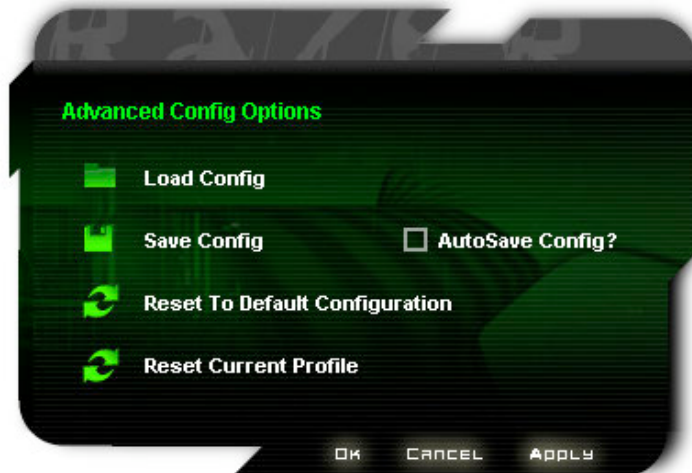 RAZER
Advanced Config Options
Load Config
Save Config
AutoSave Config?
Reset To Default Configuration
Reset Current Profile
Ok Cancel Apply